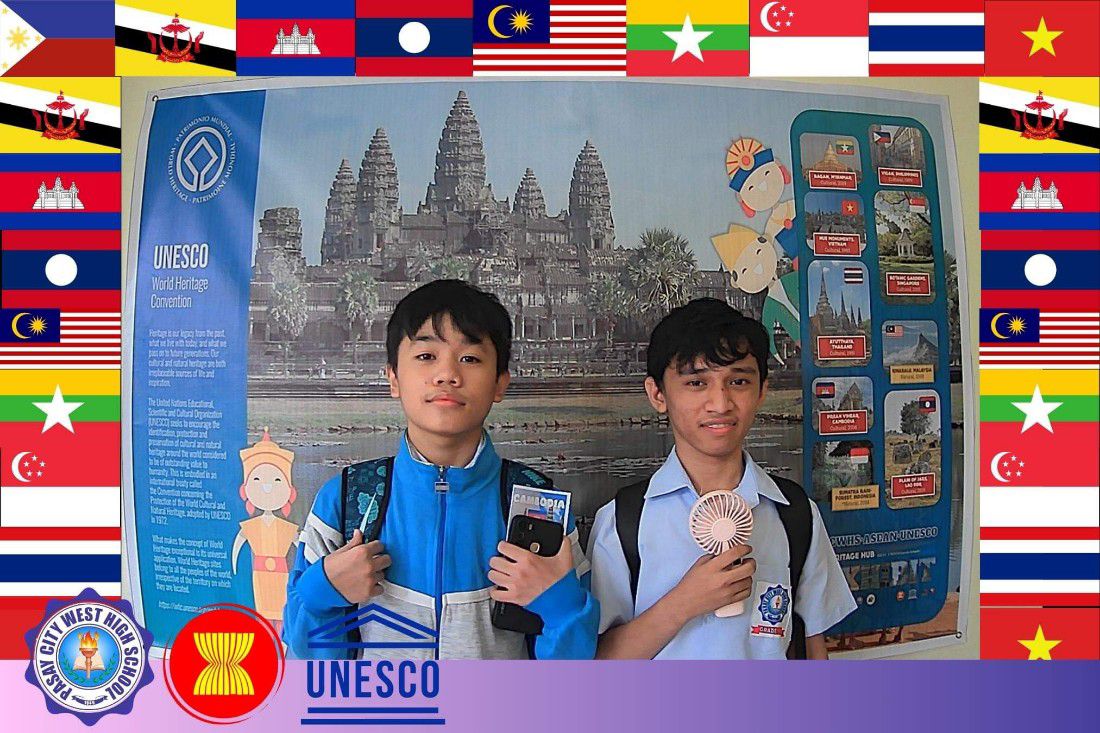 PATRIMONIO MUNDIAL
WORLD HERITAGE
PATRIMOINE MONDIAL
UNESCO
World Heritage
Convention
Heritage is our legacy from the past,
what we live with today, and what we
pass on to future generations. Our
cultural and natural heritage are both
irreplaceable sources of life and
inspiration.
The United Nations Educational,
Scientific and Cultural Organization
(UNESCO) seeks to encourage the
identification, protection and
preservation of cultural and natural
heritage around the world considered
to be of outstanding value to
humanity. This is embodied in an
international treaty called
the Convention concerning the
Protection of the World Cultural and
Natural Heritage, adopted by UNESCO
in 1972.
What makes the concept of World
Heritage exceptional is its universal
application. World Heritage sites
belong to all the peoples of the world,
irrespective of the territory on which
they are located.
BAGAN, MYANMAR
VIGAN, PHILIPPINES
HUE MONUMENTS,
VIETNAM
BOTANIC GARDENS,
SINGAPORE
AYUTTHAYA,
THAILAND
KINABALU, MALAYSIA
PREAH VIHEAR,
CAMBODIA
PLAIN OF JARS,
LAO PDR
SUMATRA RAIN-
FOREST, INDONESIA
PWHS-ASEAN-UNESCO
HERITAGE HUB
CAMBODIA
PASAY CITY WEST HIGH SCHOOL
UNESCO